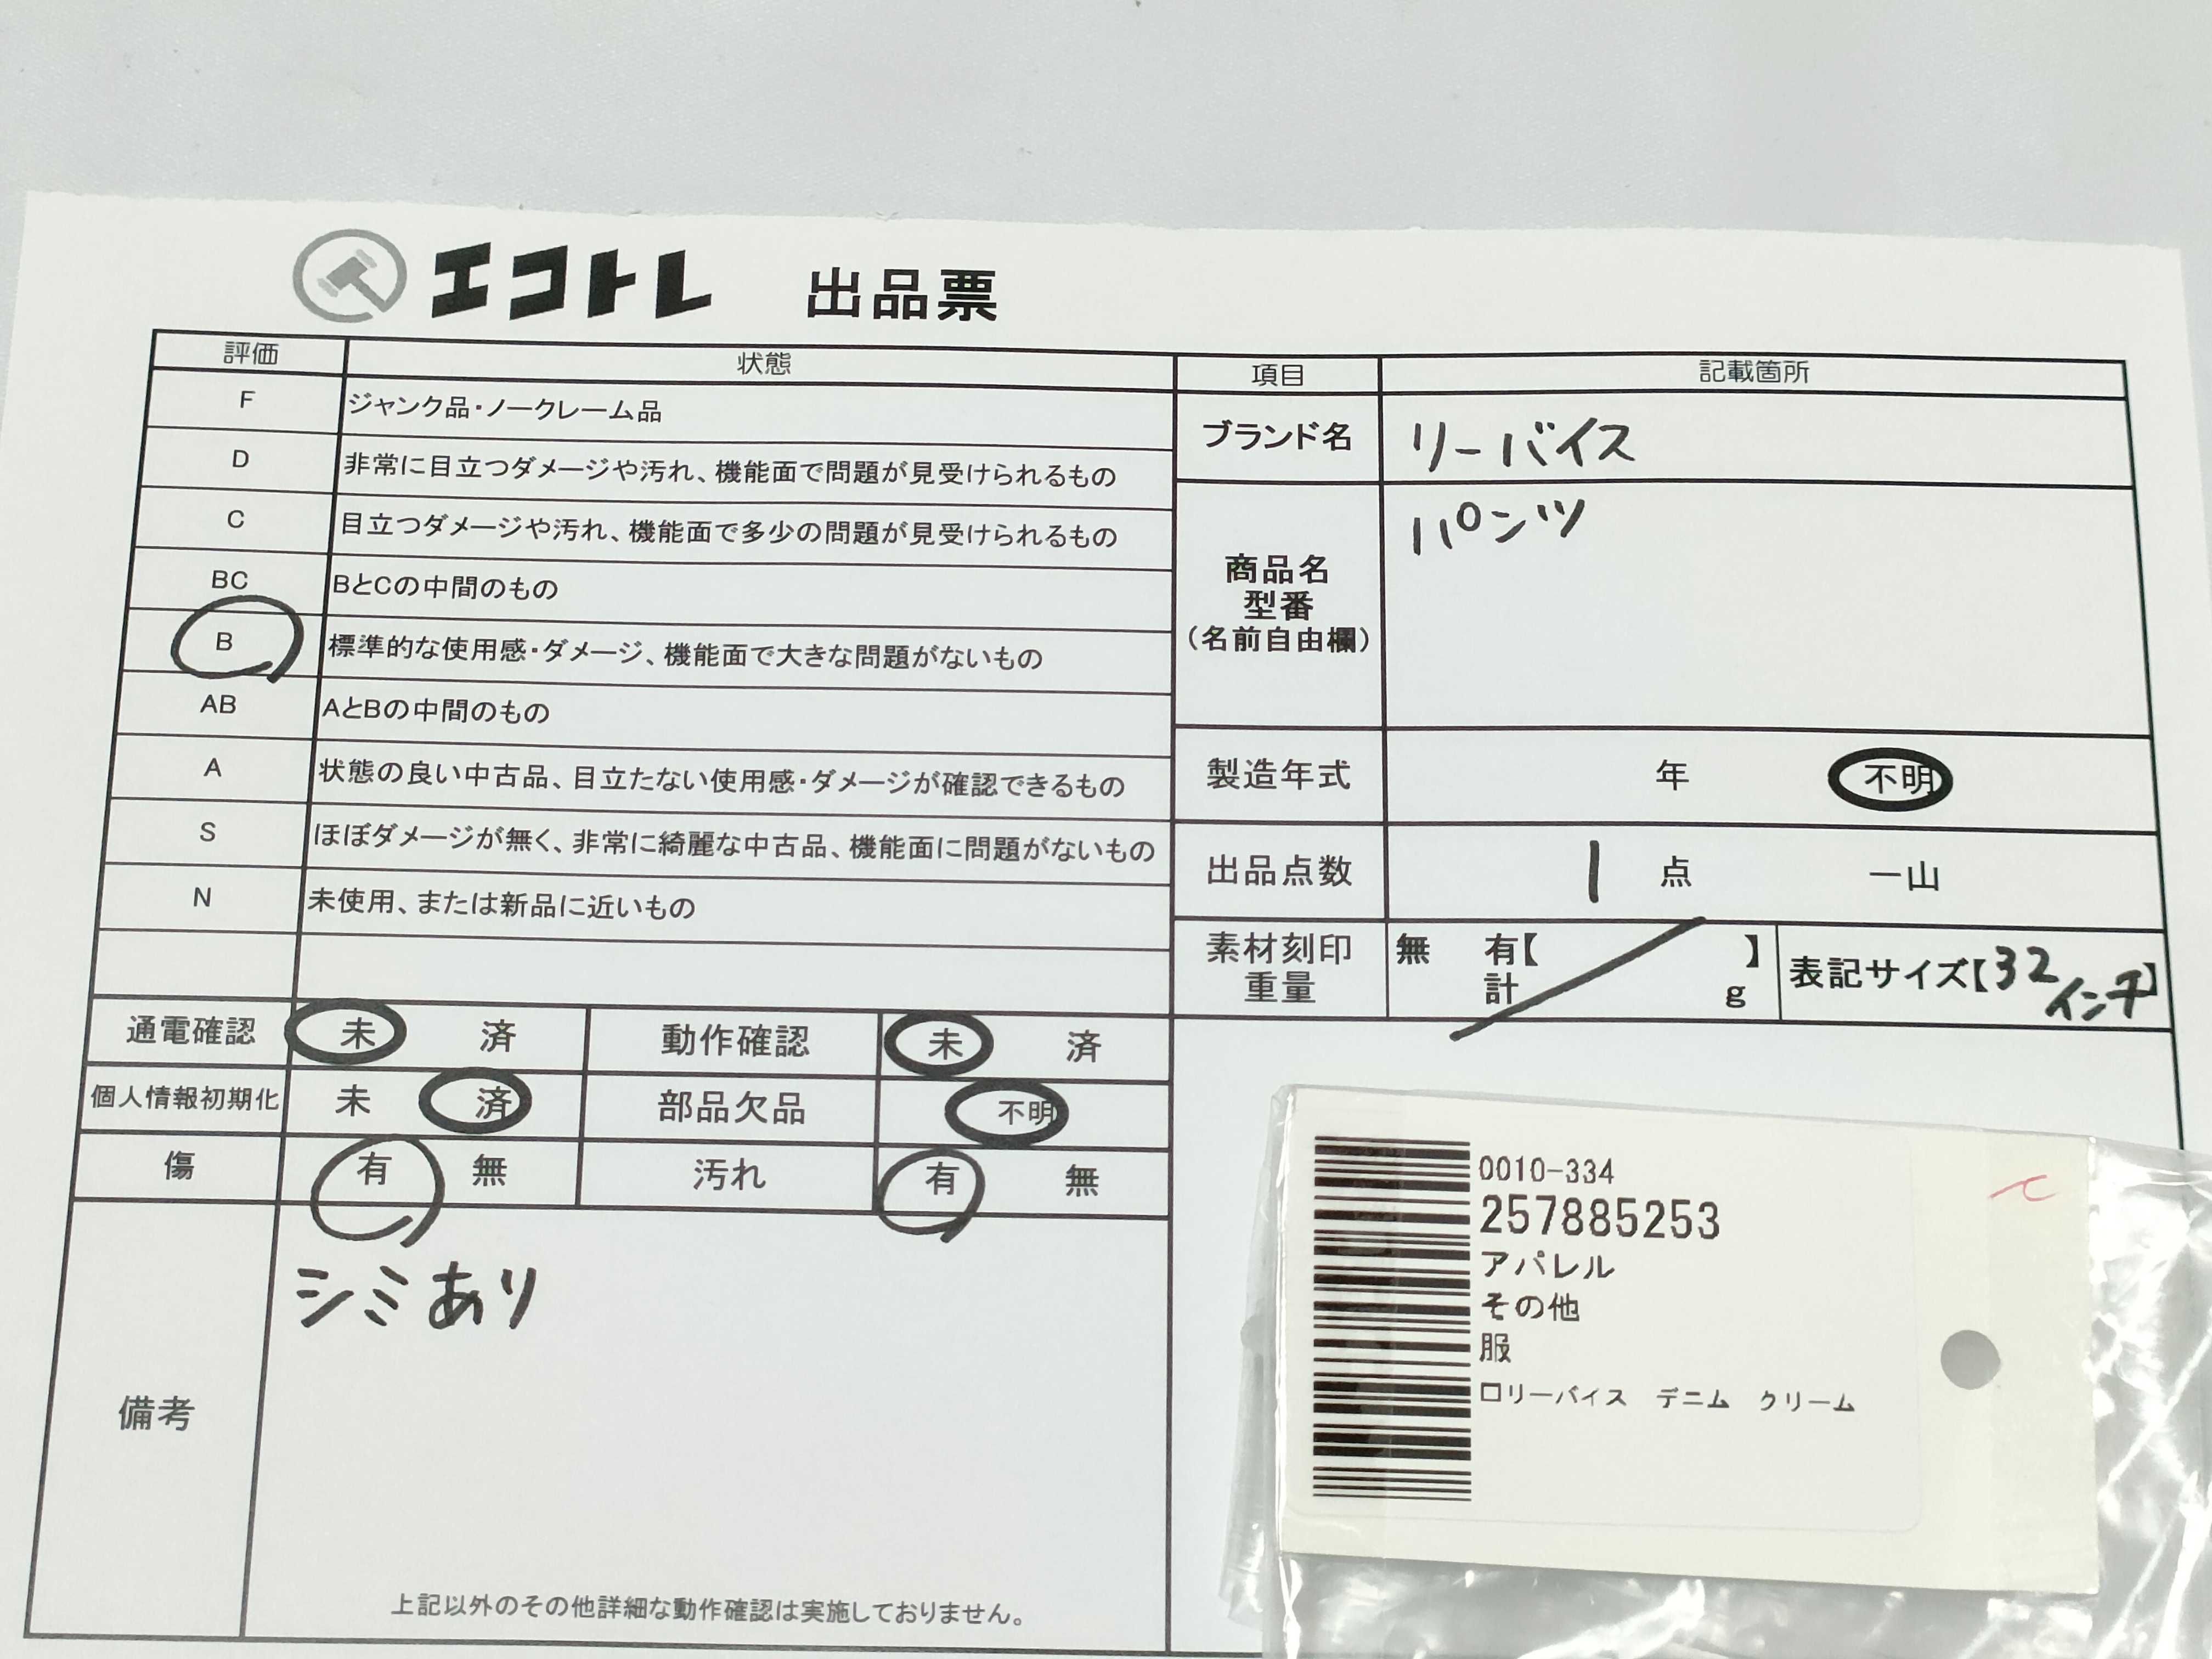 エコトレ 出品票
評価 状態
F ジャンク品・ノークレーム品
D 非常に目立つダメージや汚れ、機能面で問題が見受けられるもの
C 目立つダメージや汚れ、機能面で多少の問題が見受けられるもの
BC BとCの中間のもの
B 標準的な使用感・ダメージ、機能面で大きな問題がないもの
AB AとBの中間のもの
A 状態の良い中古品、目立たない使用感・ダメージが確認できるもの
S ほぼダメージが無く、非常に綺麗な中古品、機能面に問題がないもの
N 未使用、または新品に近いもの
通電確認 未 済 動作確認 未 済
個人情報初期化 未 済 部品欠品 不明
傷 有 無 汚れ 有 無
備考
シミあり
上記以外のその他詳細な動作確認は実施しておりません。
項目 記載箇所
ブランド名 リーバイス
商品名
型番
（名前自由欄）
パンツ
製造年式 年 不明
出品点数 1 点 一山
素材刻印 無 有【 】
重量 計 g
表記サイズ【32インチ】
0010-334
257885253
アパレル
その他
服
口リーバイス デニム クリーム